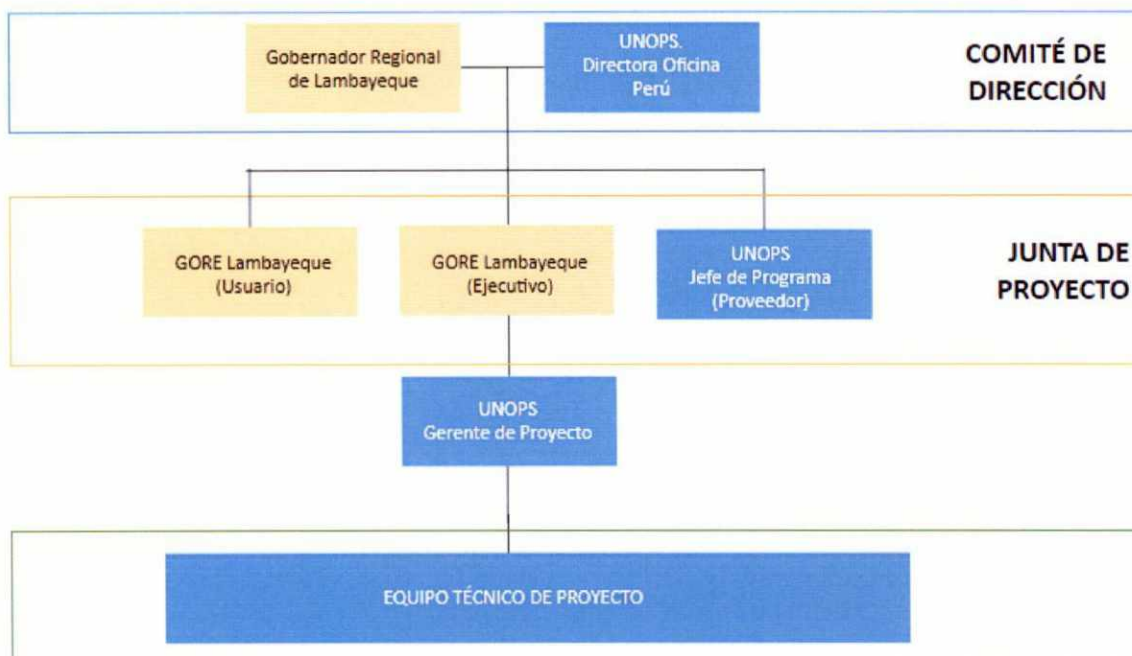 Gobernador Regional
de Lambayeque
UNOPS.
Directora Oficina
Perú
COMITÉ DE
DIRECCIÓN
GORE Lambayeque
(Usuario)
GORE Lambayeque
(Ejecutivo)
UNOPS
Jefe de Programa
(Proveedor)
JUNTA DE
PROYECTO
UNOPS
Gerente de Proyecto
EQUIPO TÉCNICO DE PROYECTO